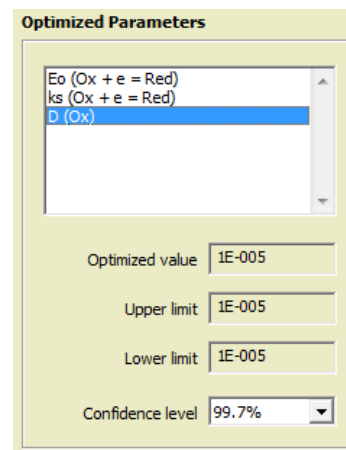 Optimized Parameters
Eo (Ox + e = Red)
ks (Ox + e = Red)
D (Ox)
Optimized value 1E-005
Upper limit 1E-005
Lower limit 1E-005
Confidence level 99.7%